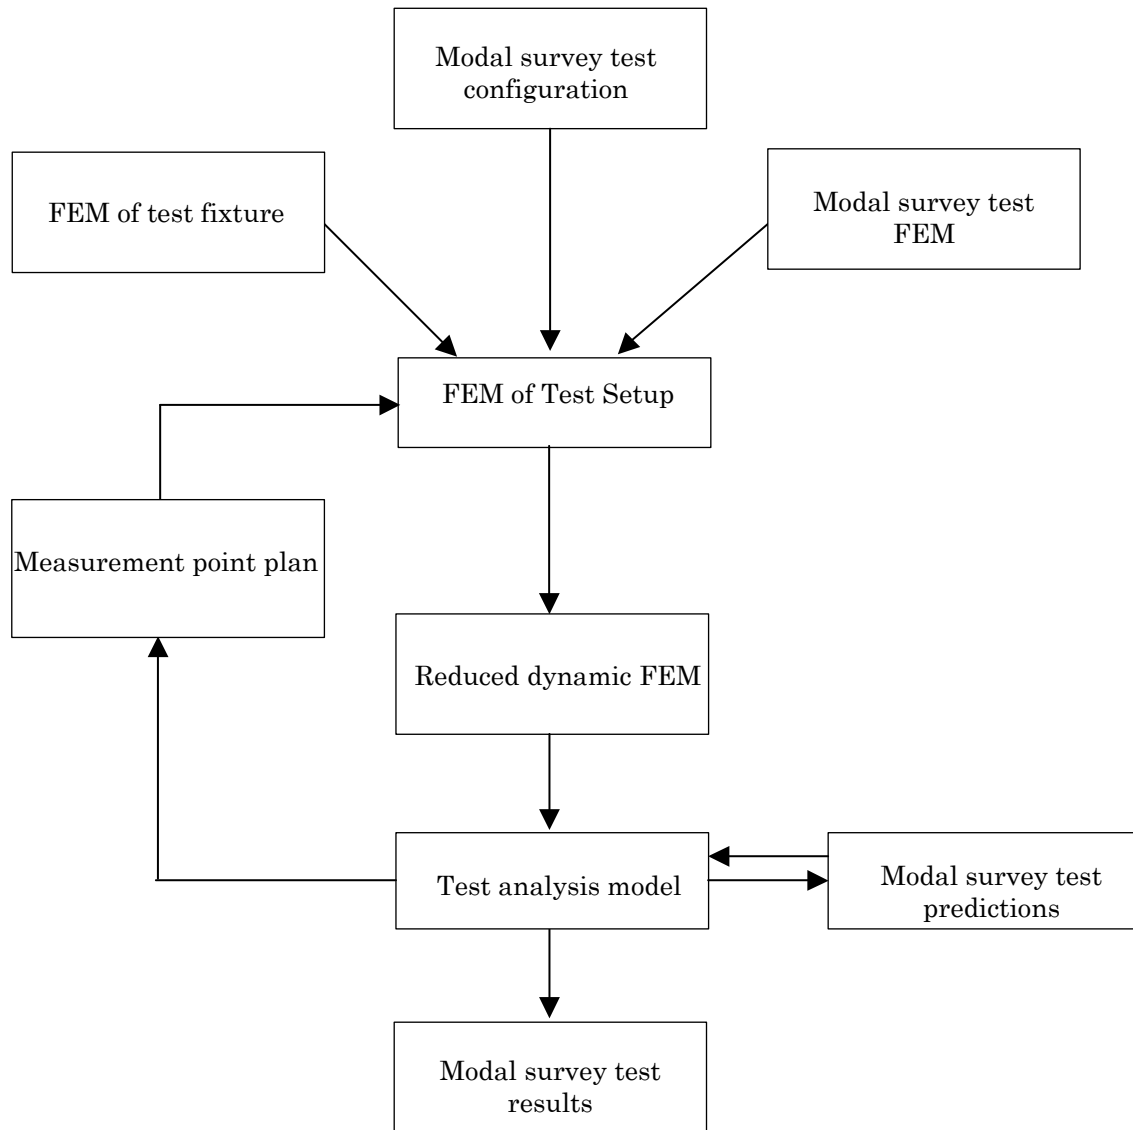 Modal survey test
configuration
FEM of test fixture
Modal survey test
FEM
FEM of Test Setup
Measurement point plan
Reduced dynamic FEM
Test analysis model
Modal survey test
predictions
Modal survey test
results